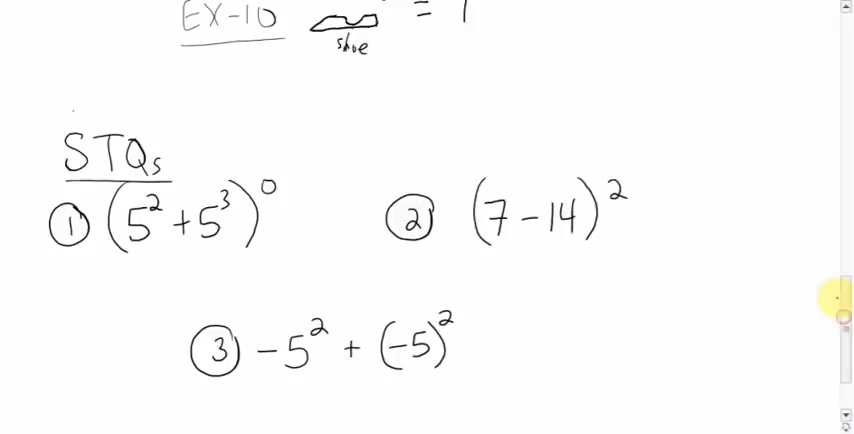 EX-10 = 1
shoe
STQs
① (5² + 5³)⁰ ② (7 - 14)²
③ -5² + (-5)²